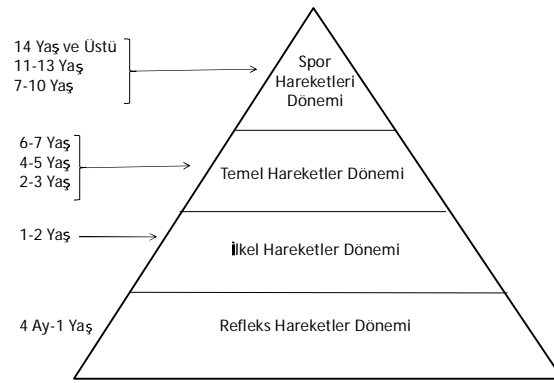 14 Yaş ve Üstü
11-13 Yaş
7-10 Yaş
Spor
Hareketleri
Dönemi
6-7 Yaş
4-5 Yaş
2-3 Yaş
Temel Hareketler Dönemi
1-2 Yaş
İlkel Hareketler Dönemi
4 Ay-1 Yaş
Refleks Hareketler Dönemi